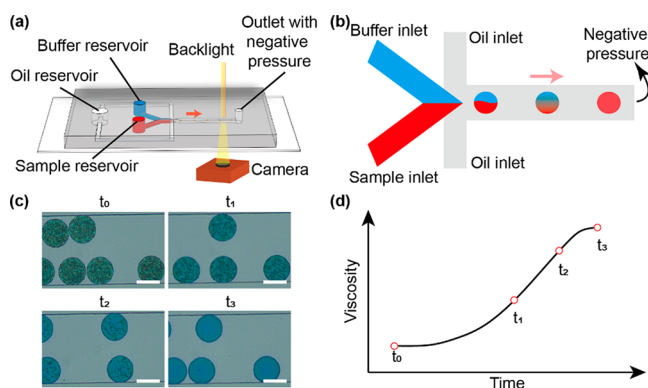 (a)
Outlet with
negative
pressure
Buffer reservoir
Backlight
Oil reservoir
Sample reservoir
Camera
(b)
Buffer inlet
Oil inlet
Negative
pressure
Sample inlet
Oil inlet
(c)
t₀
t₁
t₂
t₃
(d)
Viscosity
t₀
t₁
t₂
t₃
Time